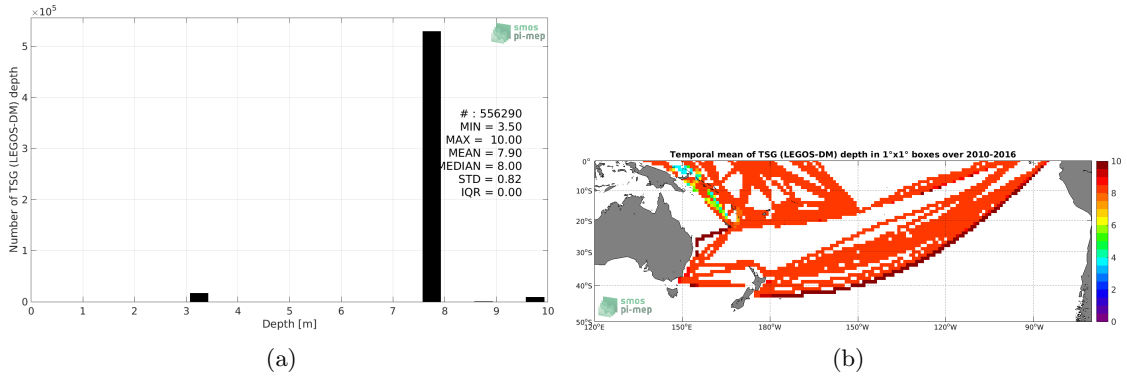 ×10⁵
5
4
3
2
1
0
Number of TSG (LEGOS-DM) depth
0 1 2 3 4 5 6 7 8 9 10
Depth [m]
smos
pi-mep
# : 556290
MIN = 3.50
MAX = 10.00
MEAN = 7.90
MEDIAN = 8.00
STD = 0.82
IQR = 0.00
(a)
Temporal mean of TSG (LEGOS-DM) depth in 1°x1° boxes over 2010-2016
0°
10°S
20°S
30°S
40°S
50°S
120°E 150°E 180°W 150°W 120°W 90°W
smos
pi-mep
10
8
6
4
2
0
(b)